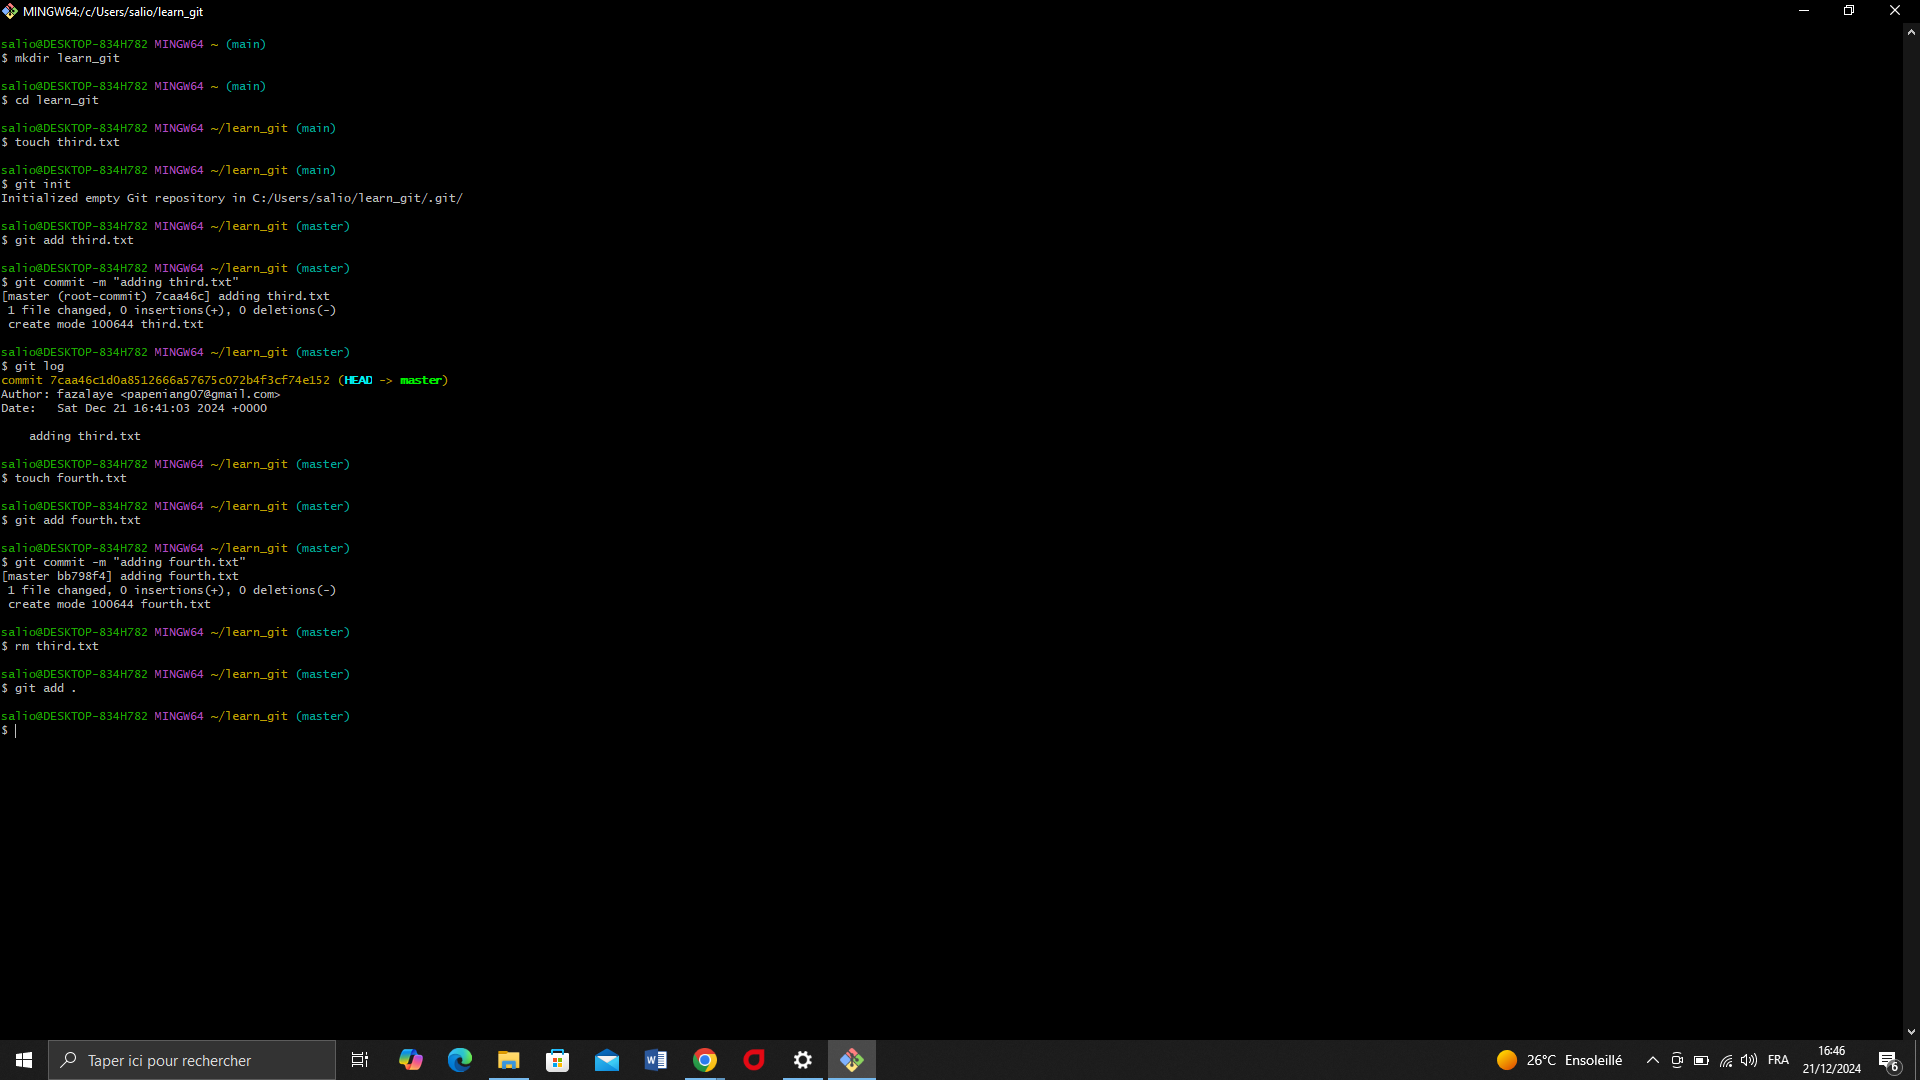 MINGW64:/c/Users/salio/learn_git
salio@DESKTOP-834H782 MINGW64 ~ (main)
$ mkdir learn_git
salio@DESKTOP-834H782 MINGW64 ~ (main)
$ cd learn_git
salio@DESKTOP-834H782 MINGW64 ~/learn_git (main)
$ touch third.txt
salio@DESKTOP-834H782 MINGW64 ~/learn_git (main)
$ git init
Initialized empty Git repository in C:/Users/salio/learn_git/.git/
salio@DESKTOP-834H782 MINGW64 ~/learn_git (master)
$ git add third.txt
salio@DESKTOP-834H782 MINGW64 ~/learn_git (master)
$ git commit -m "adding third.txt"
[master (root-commit) 7caa46c] adding third.txt
 1 file changed, 0 insertions(+), 0 deletions(-)
 create mode 100644 third.txt
salio@DESKTOP-834H782 MINGW64 ~/learn_git (master)
$ git log
commit 7caa46c1d0a8512666a57675c072b4f3cf74e152 (HEAD -> master)
Author: fazalaye <papeniang07@gmail.com>
Date:   Sat Dec 21 16:41:03 2024 +0000
    adding third.txt
salio@DESKTOP-834H782 MINGW64 ~/learn_git (master)
$ touch fourth.txt
salio@DESKTOP-834H782 MINGW64 ~/learn_git (master)
$ git add fourth.txt
salio@DESKTOP-834H782 MINGW64 ~/learn_git (master)
$ git commit -m "adding fourth.txt"
[master bb798f4] adding fourth.txt
 1 file changed, 0 insertions(+), 0 deletions(-)
 create mode 100644 fourth.txt
salio@DESKTOP-834H782 MINGW64 ~/learn_git (master)
$ rm third.txt
salio@DESKTOP-834H782 MINGW64 ~/learn_git (master)
$ git add .
salio@DESKTOP-834H782 MINGW64 ~/learn_git (master)
$
Taper ici pour rechercher
26°C Ensoleillé
FRA
16:46
21/12/2024
6